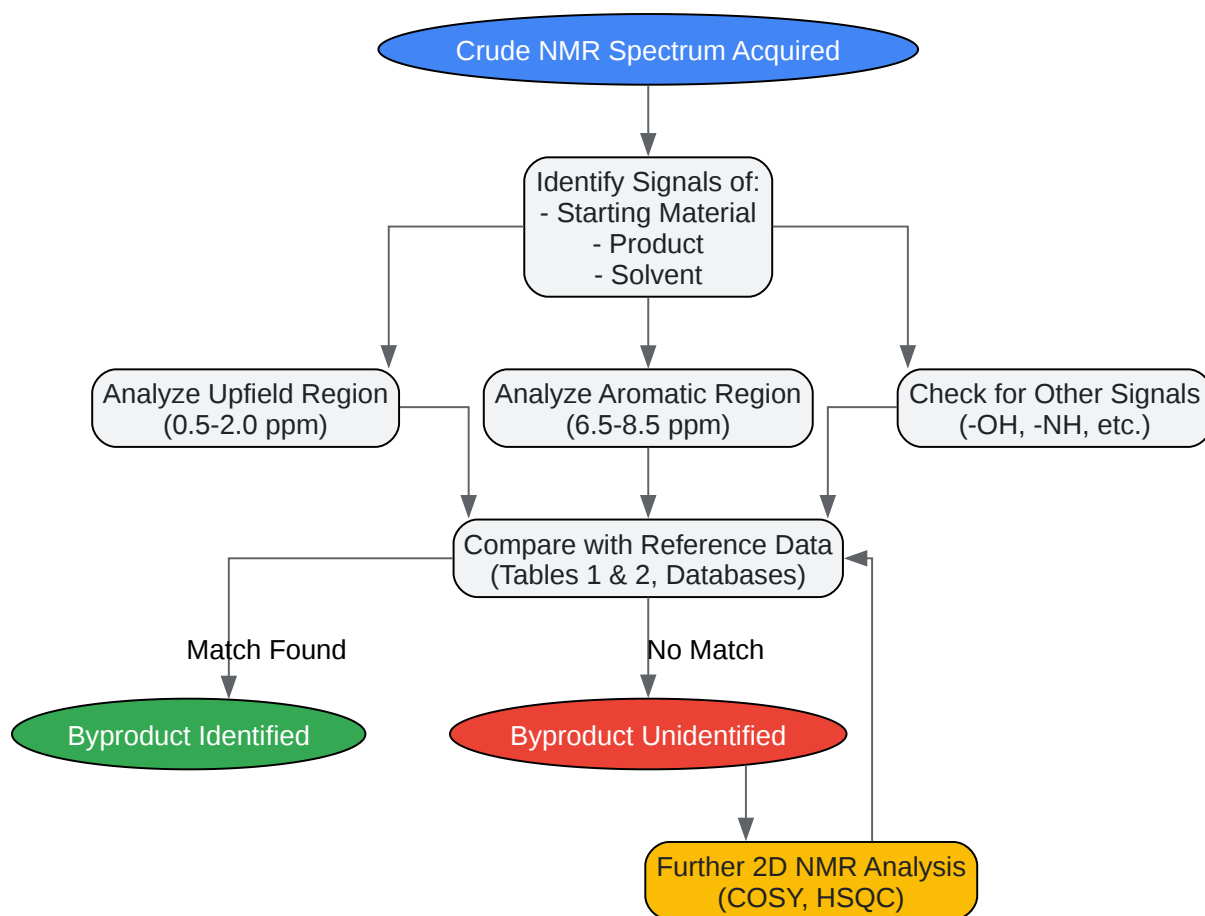 Crude NMR Spectrum Acquired
Identify Signals of:
- Starting Material
- Product
- Solvent
Analyze Upfield Region
(0.5-2.0 ppm)
Analyze Aromatic Region
(6.5-8.5 ppm)
Check for Other Signals
(-OH, -NH, etc.)
Compare with Reference Data
(Tables 1 & 2, Databases)
Match Found
No Match
Byproduct Identified
Byproduct Unidentified
Further 2D NMR Analysis
(COSY, HSQC)